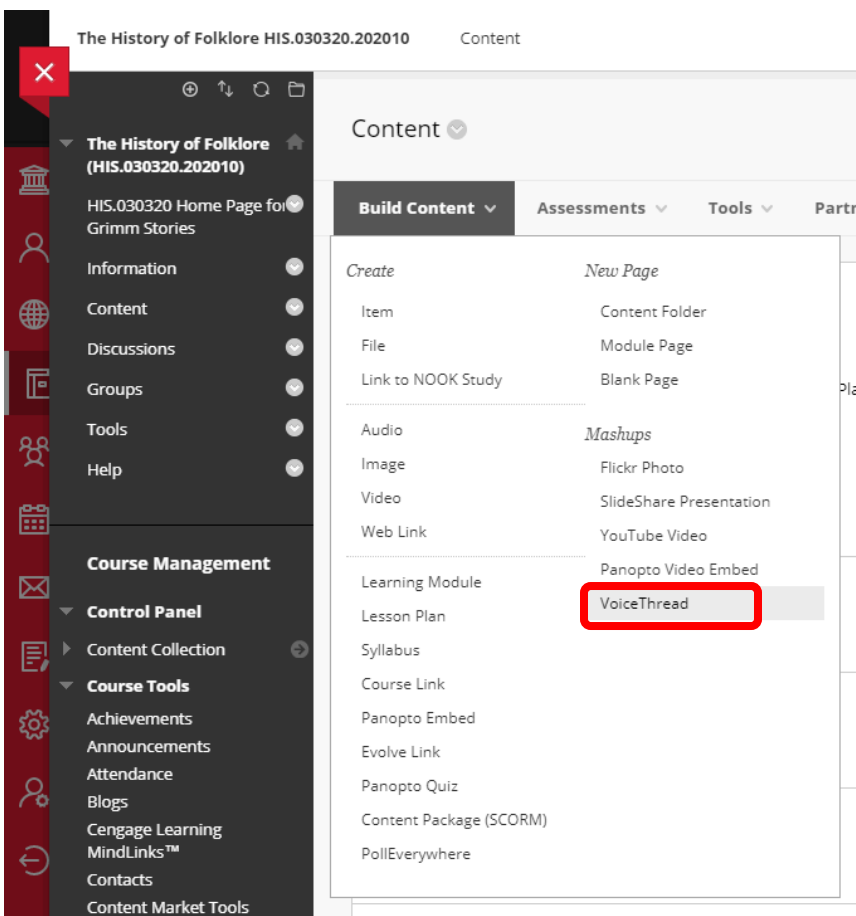 The History of Folklore HIS.030320.202010
Content
The History of Folklore
(HIS.030320.202010)
HIS.030320 Home Page for
Grimm Stories
Information
Content
Discussions
Groups
Tools
Help
Course Management
Control Panel
Content Collection
Course Tools
Achievements
Announcements
Attendance
Blogs
Cengage Learning
MindLinks™
Contacts
Content Market Tools
Content
Build Content
Assessments
Tools
Create
Item
File
Link to NOOK Study
Audio
Image
Video
Web Link
Learning Module
Lesson Plan
Syllabus
Course Link
Panopto Embed
Evolve Link
Panopto Quiz
Content Package (SCORM)
PollEverywhere
New Page
Content Folder
Module Page
Blank Page
Mashups
Flickr Photo
SlideShare Presentation
YouTube Video
Panopto Video Embed
VoiceThread